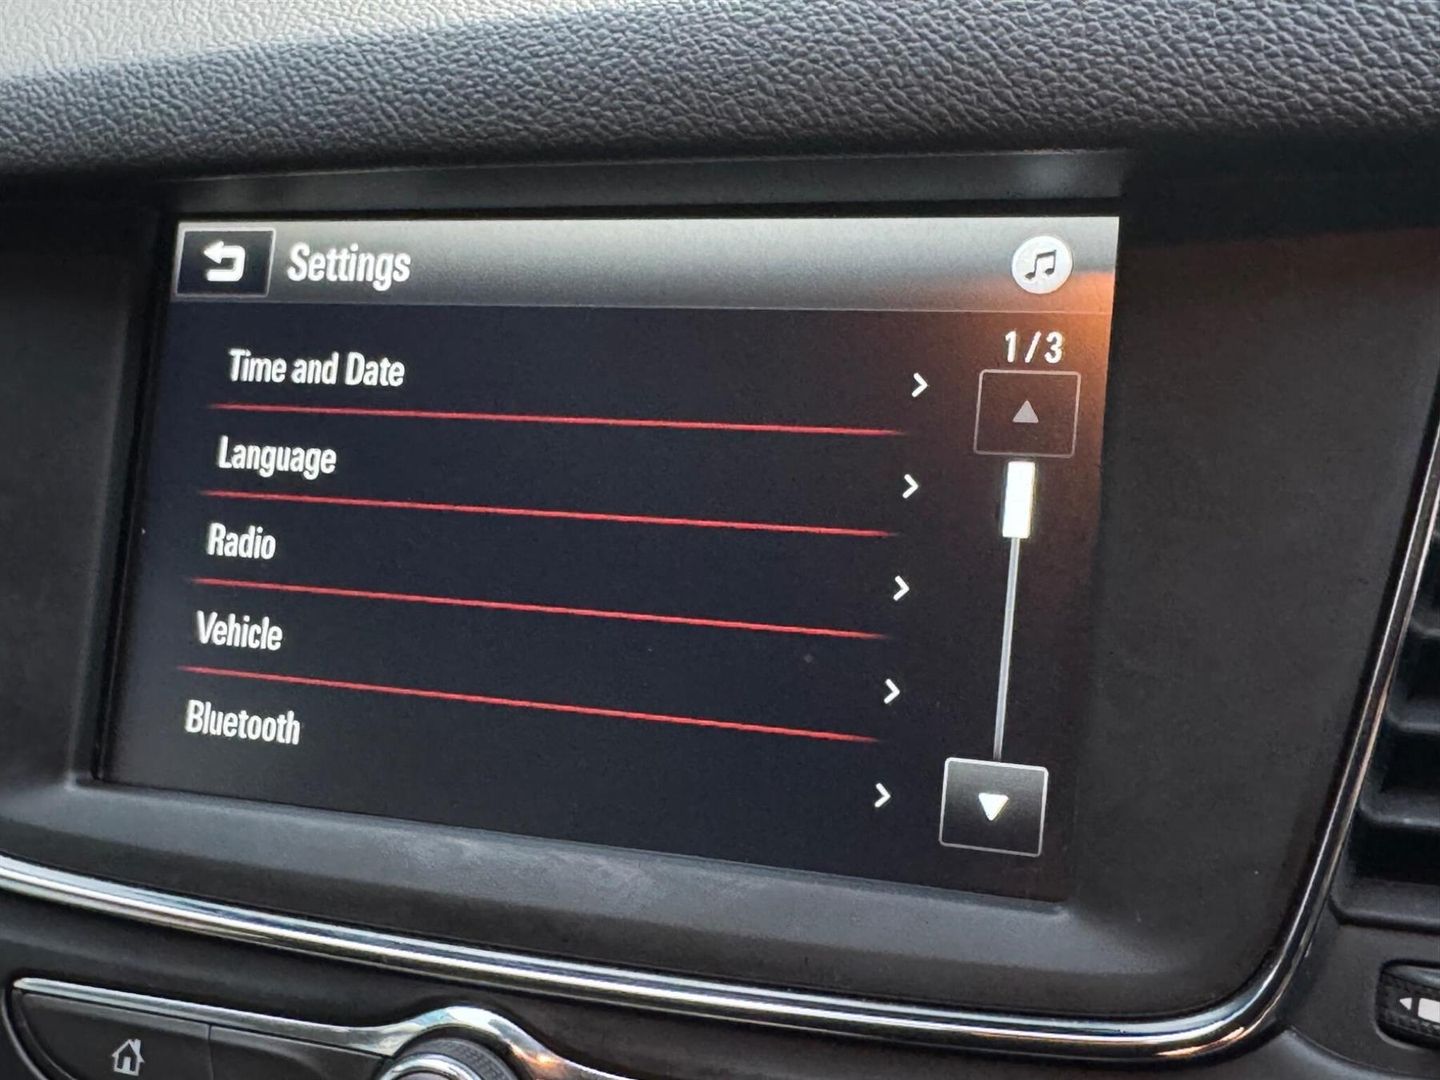 Settings
1/3
Time and Date
Language
Radio
Vehicle
Bluetooth